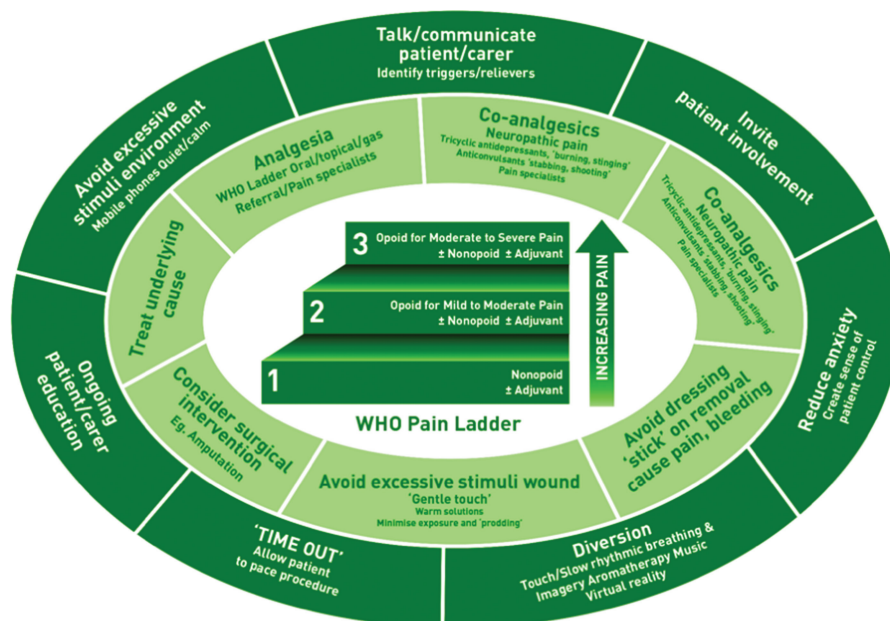 Talk/communicate
patient/carer
Identify triggers/relievers
Invite
patient involvement
Reduce anxiety
Create sense of
patient control
Diversion
Touch/Slow rhythmic breathing &
Imagery Aromatherapy Music
Virtual reality
'TIME OUT'
Allow patient
to pace procedure
Ongoing
patient/carer
education
Avoid excessive
stimuli environment
Mobile phones Quiet/calm
Analgesia
WHO Ladder Oral/topical/gas
Referral/Pain specialists
Co-analgesics
Neuropathic pain
Tricyclic antidepressants, 'burning, stinging'
Anticonvulsants 'stabbing, shooting'
Pain specialists
Co-analgesics
Neuropathic pain
Tricyclic antidepressants, 'burning, stinging'
Anticonvulsants 'stabbing, shooting'
Pain specialists
Avoid dressing
'stick' on removal
cause pain, bleeding
Avoid excessive stimuli wound
'Gentle touch'
Warm solutions
Minimise exposure and 'prodding'
Consider surgical
intervention
Eg. Amputation
Treat underlying
cause
3
Opoid for Moderate to Severe Pain
± Nonopoid ± Adjuvant
2
Opoid for Mild to Moderate Pain
± Nonopoid ± Adjuvant
1
Nonopoid
± Adjuvant
INCREASING PAIN
WHO Pain Ladder